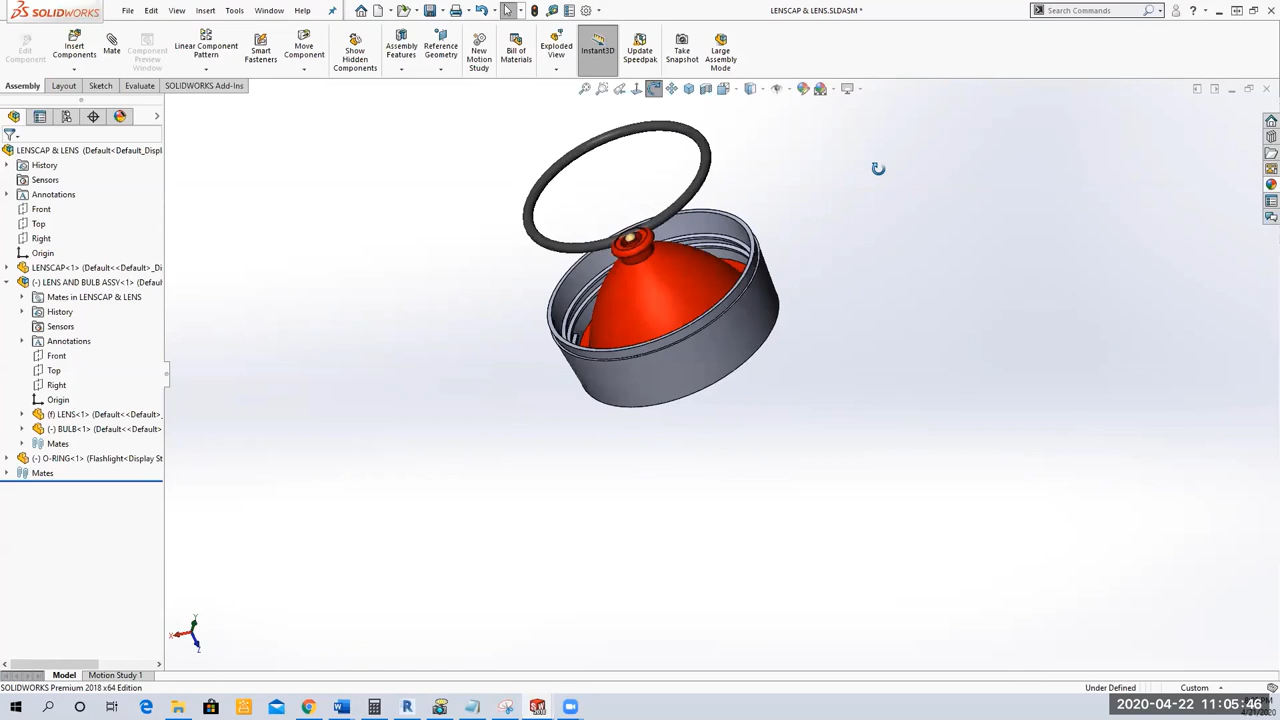 SOLIDWORKS File Edit View Insert Tools Window Help LENSCAP & LENS.SLDASM * Search Commands
Edit Component
Insert Components
Mate
Component Preview Window
Linear Component Pattern
Smart Fasteners
Move Component
Show Hidden Components
Assembly Features
Reference Geometry
New Motion Study
Bill of Materials
Exploded View
Instant3D
Update Speedpak
Take Snapshot
Large Assembly Mode
Assembly Layout Sketch Evaluate SOLIDWORKS Add-Ins
LENSCAP & LENS (Default<Default_Displ
History
Sensors
Annotations
Front
Top
Right
Origin
LENSCAP<1> (Default<<Default>_Di
(-) LENS AND BULB ASSY<1> (Defaul
Mates in LENSCAP & LENS
History
Sensors
Annotations
Front
Top
Right
Origin
(f) LENS<1> (Default<<Default>_
(-) BULB<1> (Default<<Default>
Mates
(-) O-RING<1> (Flashlight<Display St
Mates
Y
X
Z
Model Motion Study 1
SOLIDWORKS Premium 2018 x64 Edition Under Defined Custom
2020-04-22 11:05:46
4/21/2020